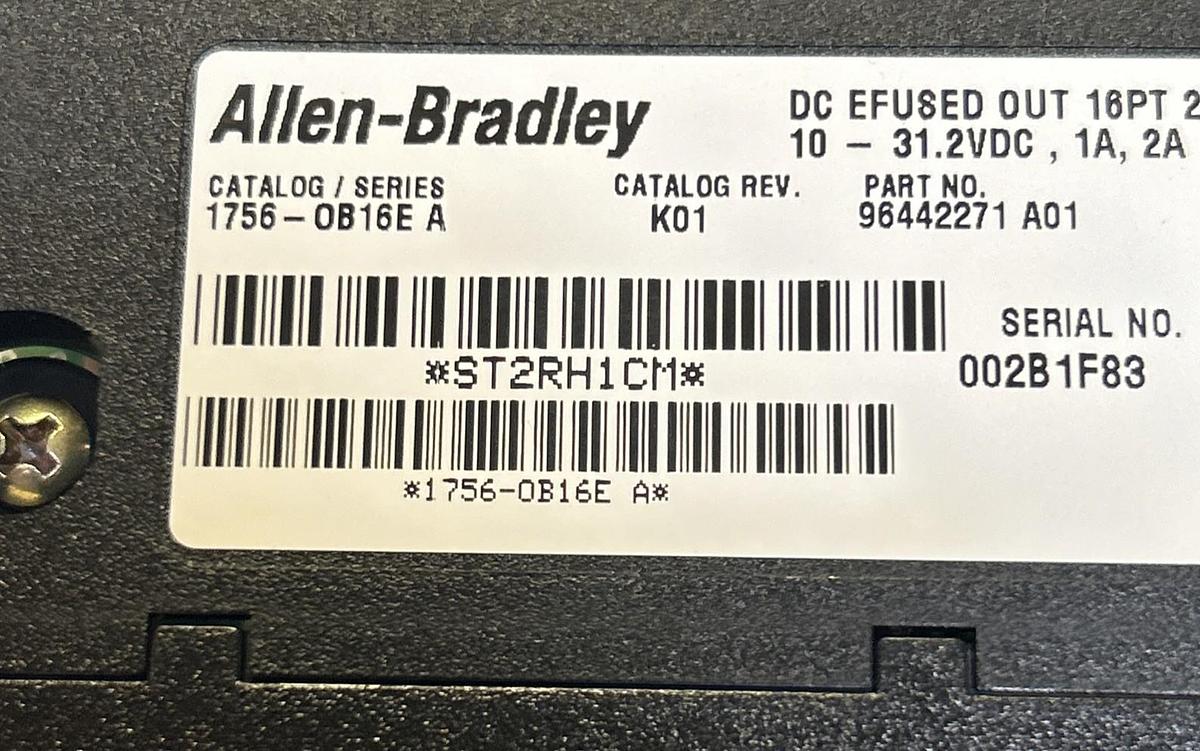 Allen-Bradley
DC EFUSED OUT 16PT 2
10 - 31.2VDC , 1A, 2A
CATALOG / SERIES
1756-OB16E A
CATALOG REV.
K01
PART NO.
96442271 A01
*ST2RH1CM*
SERIAL NO.
002B1F83
*1756-OB16E A*